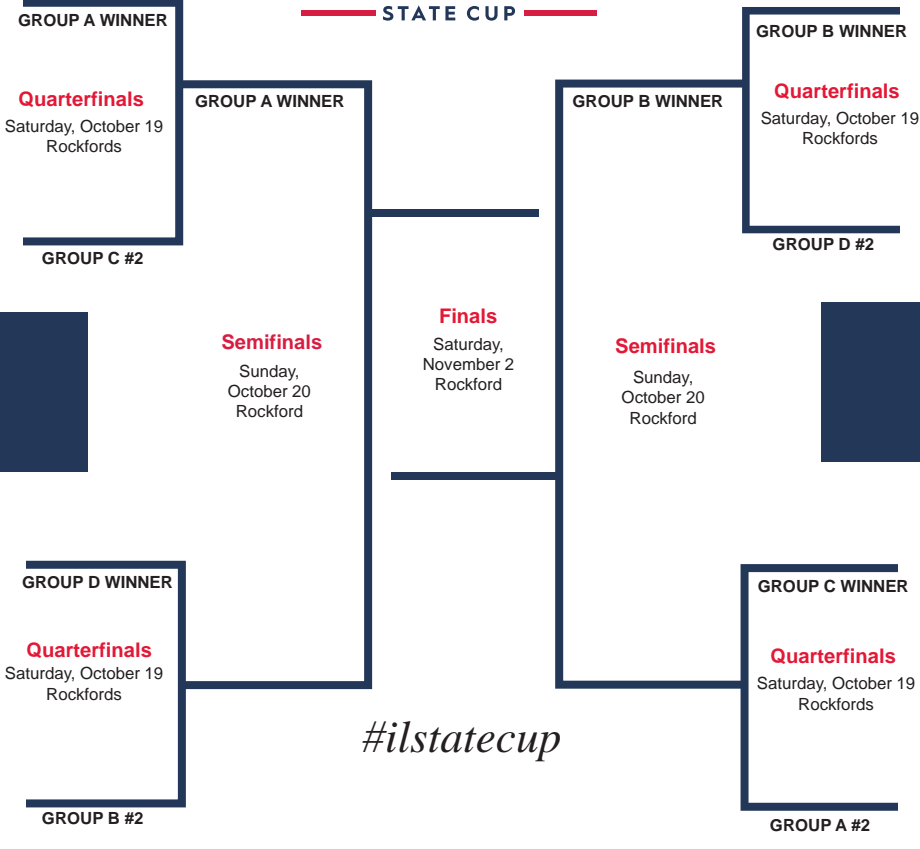 STATE CUP
GROUP A WINNER
GROUP B WINNER
Quarterfinals
Saturday, October 19
Rockfords
GROUP A WINNER
GROUP B WINNER
Quarterfinals
Saturday, October 19
Rockfords
GROUP C #2
GROUP D #2
Semifinals
Sunday,
October 20
Rockford
Finals
Saturday,
November 2
Rockford
Semifinals
Sunday,
October 20
Rockford
GROUP D WINNER
GROUP C WINNER
Quarterfinals
Saturday, October 19
Rockfords
Quarterfinals
Saturday, October 19
Rockfords
#ilstatecup
GROUP B #2
GROUP A #2